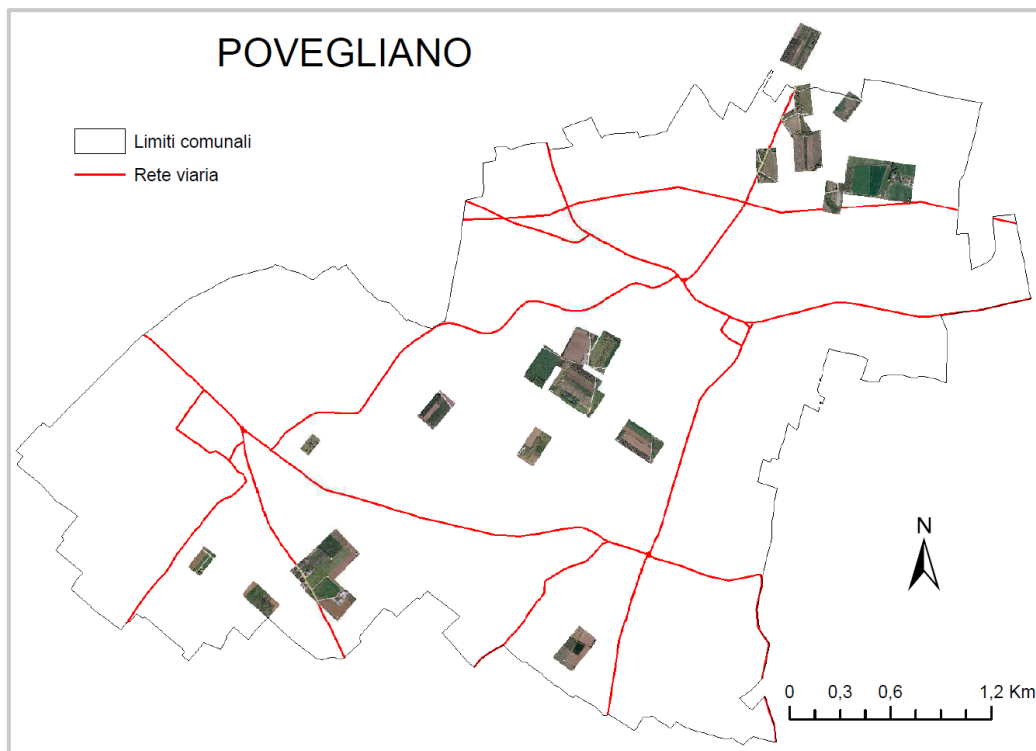 POVEGLIANO
Limiti comunali
Rete viaria
N
0 0,3 0,6 1,2 Km